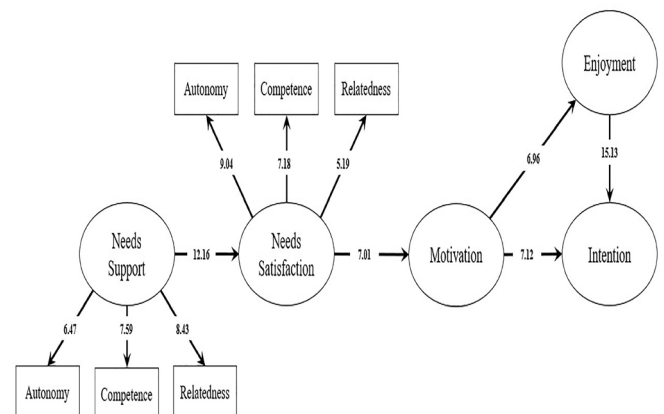 Enjoyment
Autonomy
Competence
Relatedness
9.04
7.18
5.19
6.96
15.13
Needs
Support
12.16
Needs
Satisfaction
7.01
Motivation
7.12
Intention
6.47
7.59
8.43
Autonomy
Competence
Relatedness